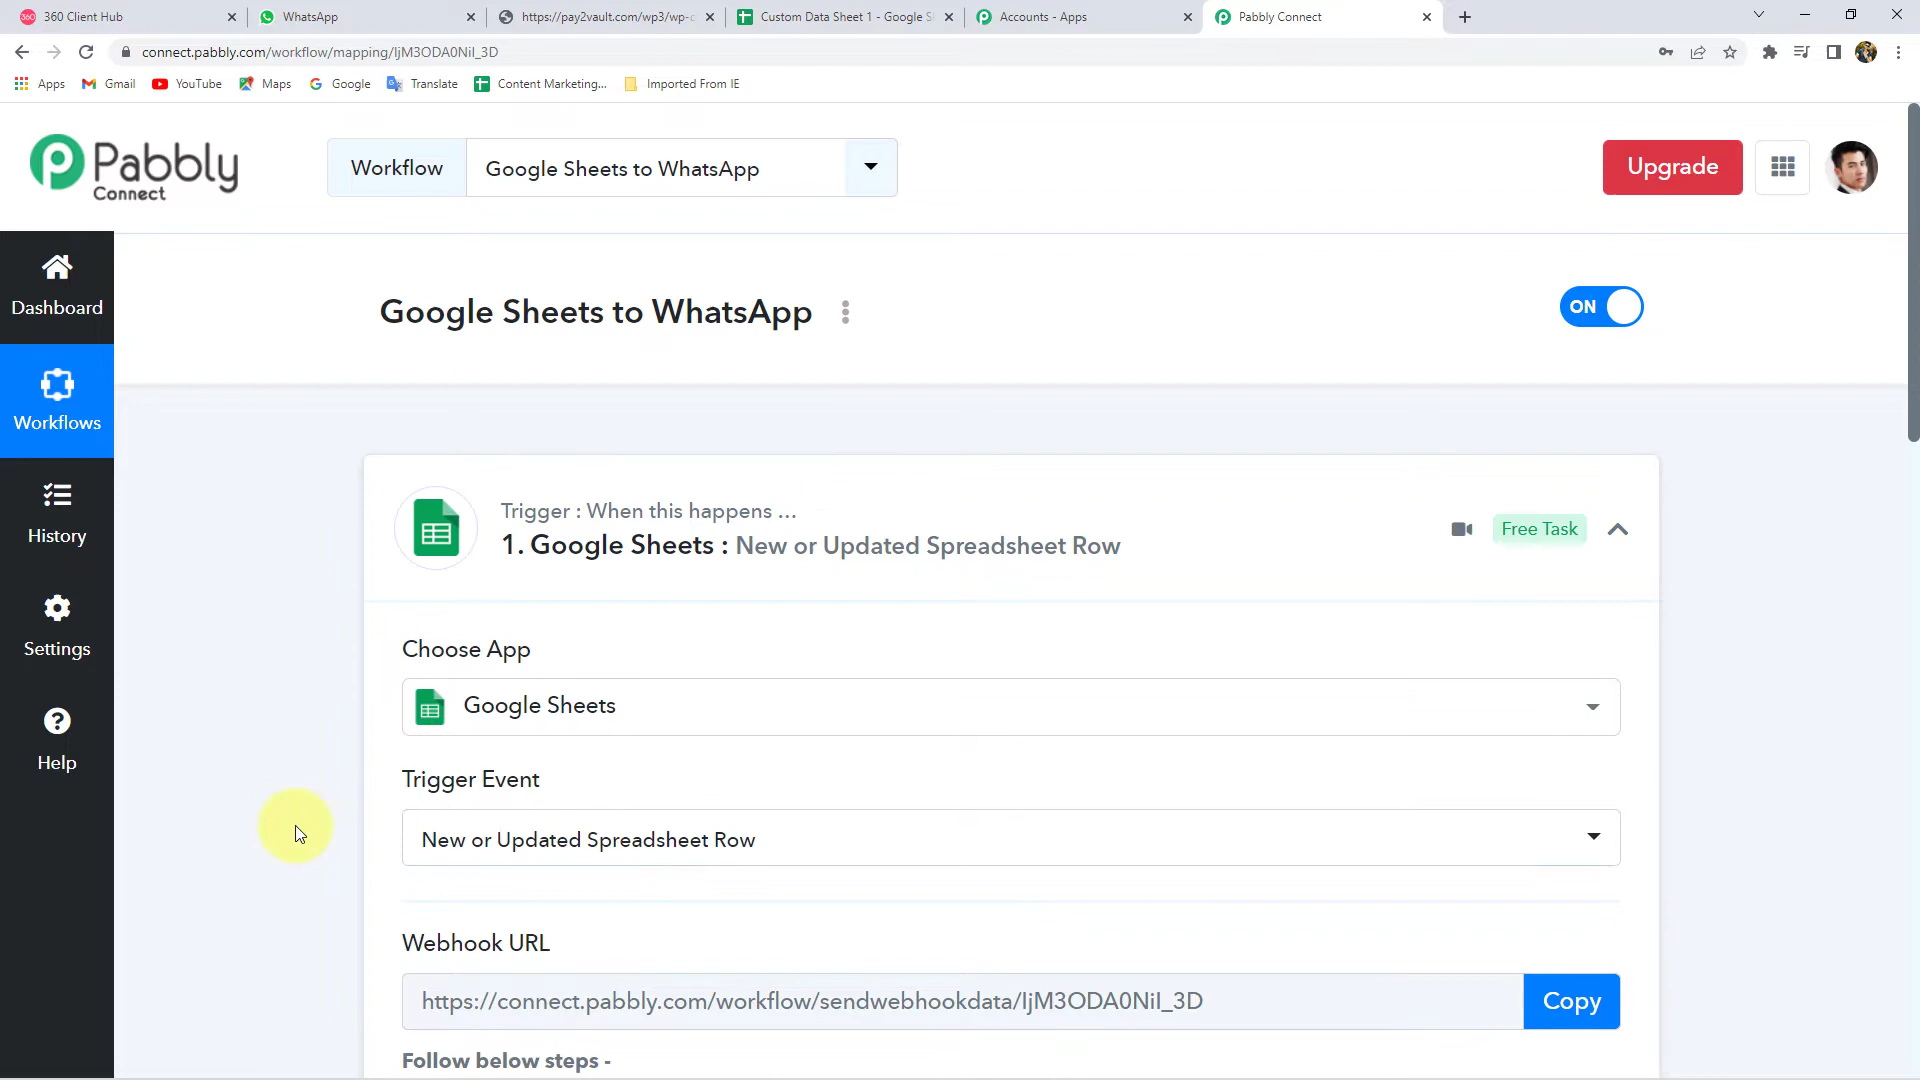 360 Client Hub
WhatsApp
https://pay2vault.com/wp3/wp-c
Custom Data Sheet 1 - Google S
Accounts - Apps
Pabbly Connect
connect.pabbly.com/workflow/mapping/IjM3ODA0NiI_3D
Apps
Gmail
YouTube
Maps
Google
Translate
Content Marketing...
Imported From IE
Pabbly
Connect
Workflow
Google Sheets to WhatsApp
Upgrade
Dashboard
Workflows
History
Settings
Help
Google Sheets to WhatsApp
ON
Trigger : When this happens ...
1. Google Sheets : New or Updated Spreadsheet Row
Free Task
Choose App
Google Sheets
Trigger Event
New or Updated Spreadsheet Row
Webhook URL
https://connect.pabbly.com/workflow/sendwebhookdata/IjM3ODA0NiI_3D
Copy
Follow below steps -